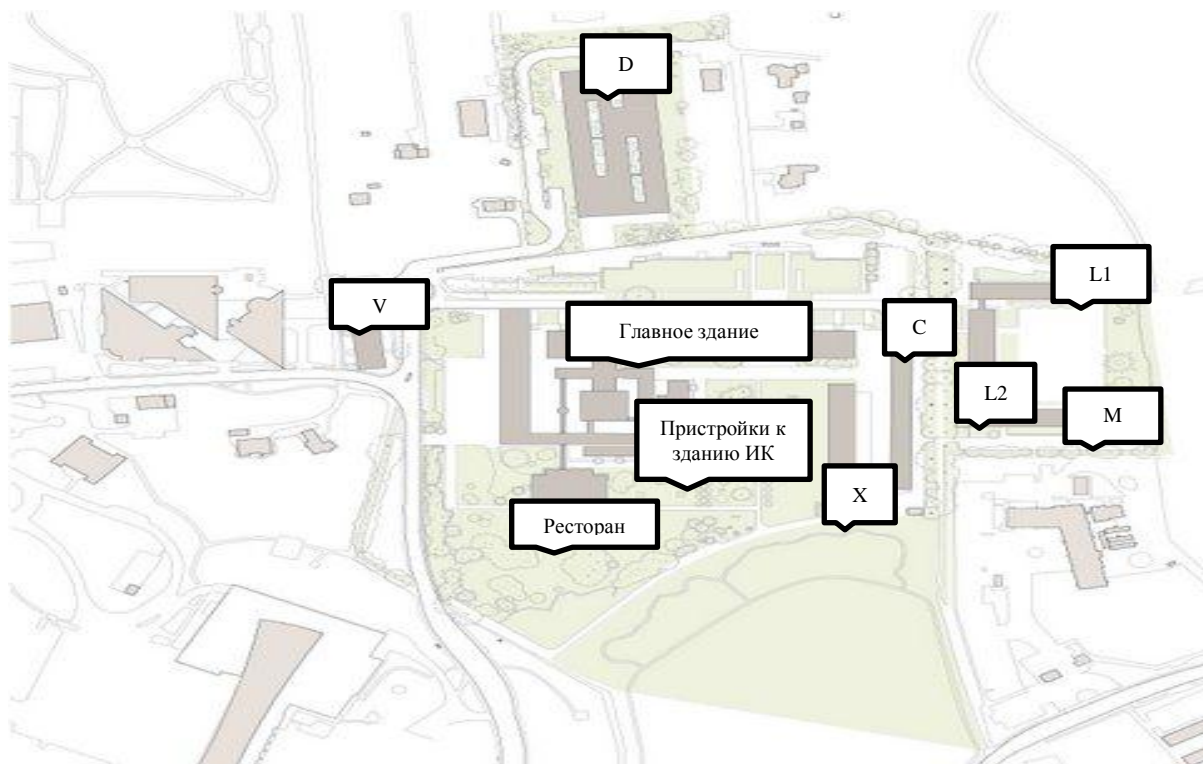 D
L1
V
Главное здание
C
L2
M
Пристройки к
зданию ИК
X
Ресторан